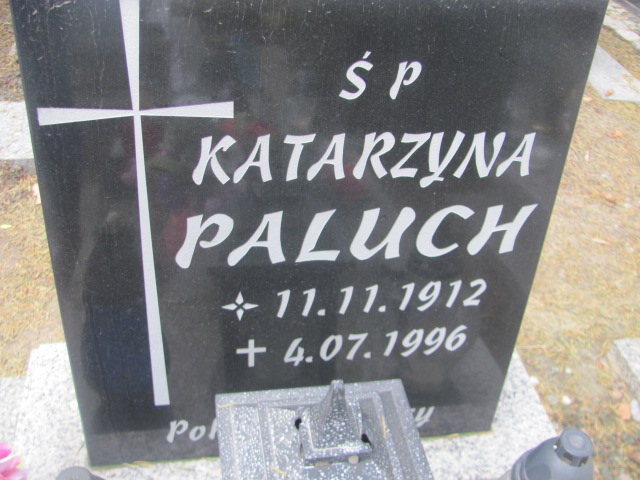 Ś P
KATARZYNA
PALUCH
11.11.1912
4.07.1996